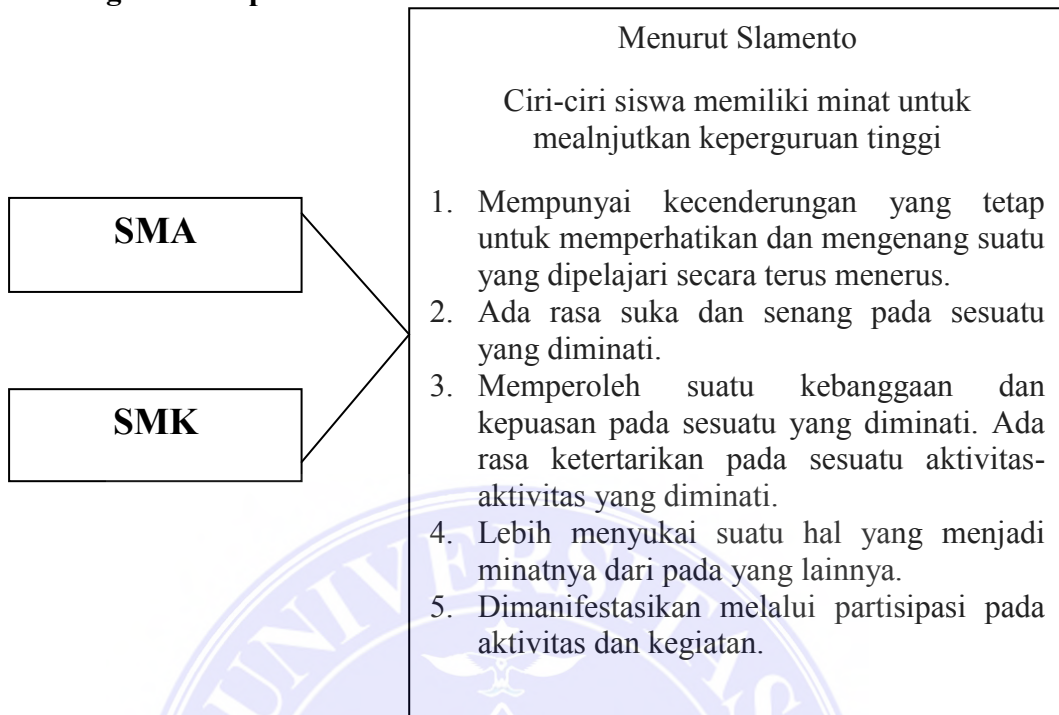 Menurut Slamento
Ciri-ciri siswa memiliki minat untuk
mealnjutkan keperguruan tinggi
SMA
SMK
1. Mempunyai kecenderungan yang tetap
untuk memperhatikan dan mengenang suatu
yang dipelajari secara terus menerus.
2. Ada rasa suka dan senang pada sesuatu
yang diminati.
3. Memperoleh suatu kebanggaan dan
kepuasan pada sesuatu yang diminati. Ada
rasa ketertarikan pada sesuatu aktivitas-
aktivitas yang diminati.
4. Lebih menyukai suatu hal yang menjadi
minatnya dari pada yang lainnya.
5. Dimanifestasikan melalui partisipasi pada
aktivitas dan kegiatan.
UNIVERSITAS